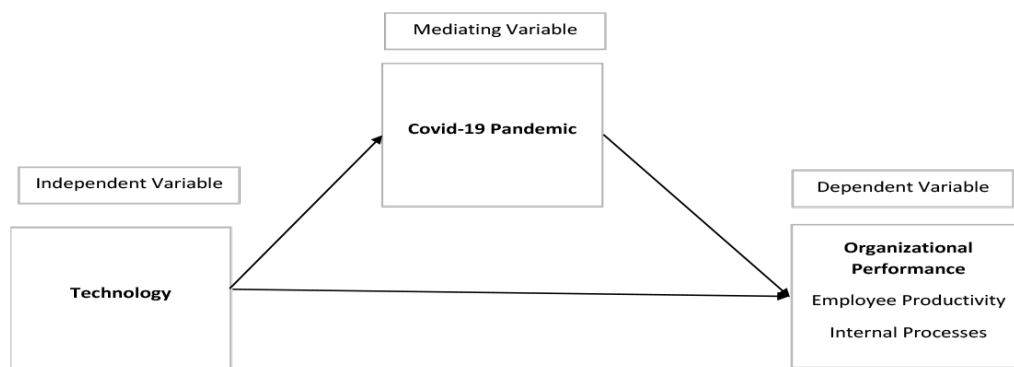 Mediating Variable
Covid-19 Pandemic
Independent Variable
Technology
Dependent Variable
Organizational
Performance
Employee Productivity
Internal Processes